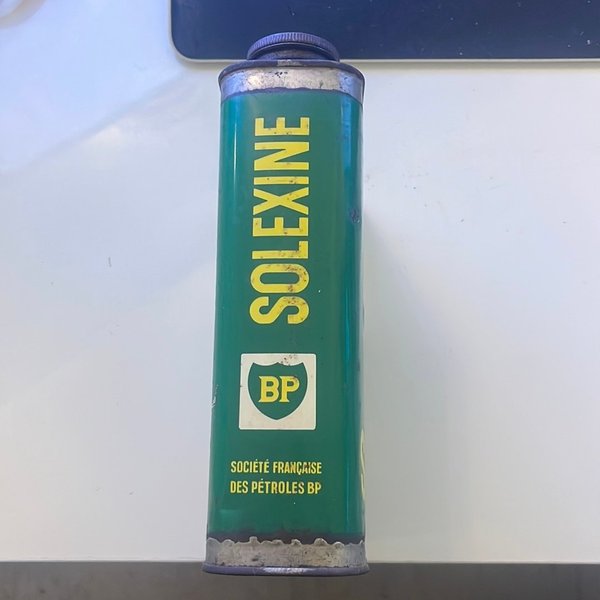 SOLEXINE
BP
SOCIÉTÉ FRANÇAISE
DES PÉTROLES BP